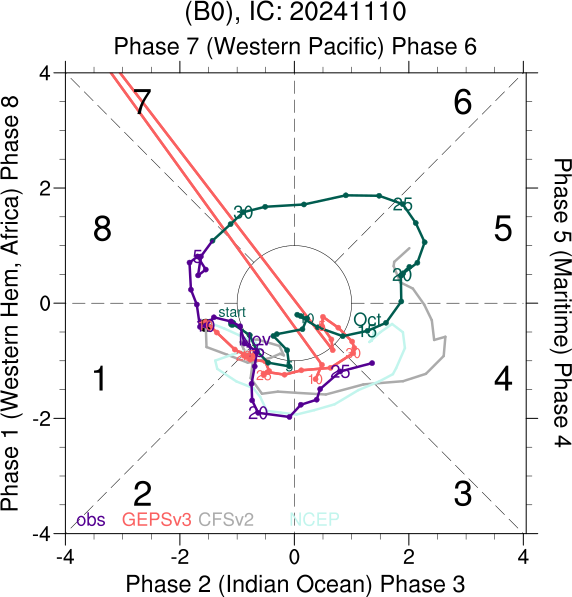 (B0), IC: 20241110
Phase 7 (Western Pacific) Phase 6
4
7
6
Phase 1 (Western Hem, Africa) Phase 8
Phase 5 (Maritime) Phase 4
2
30
25
8
5
5
20
0
start
Oct
15
Nov
20
25
1
4
25
10
-2
20
2
3
obs GEPSv3 CFSv2 NCEP
-4
-4 -2 0 2 4
Phase 2 (Indian Ocean) Phase 3